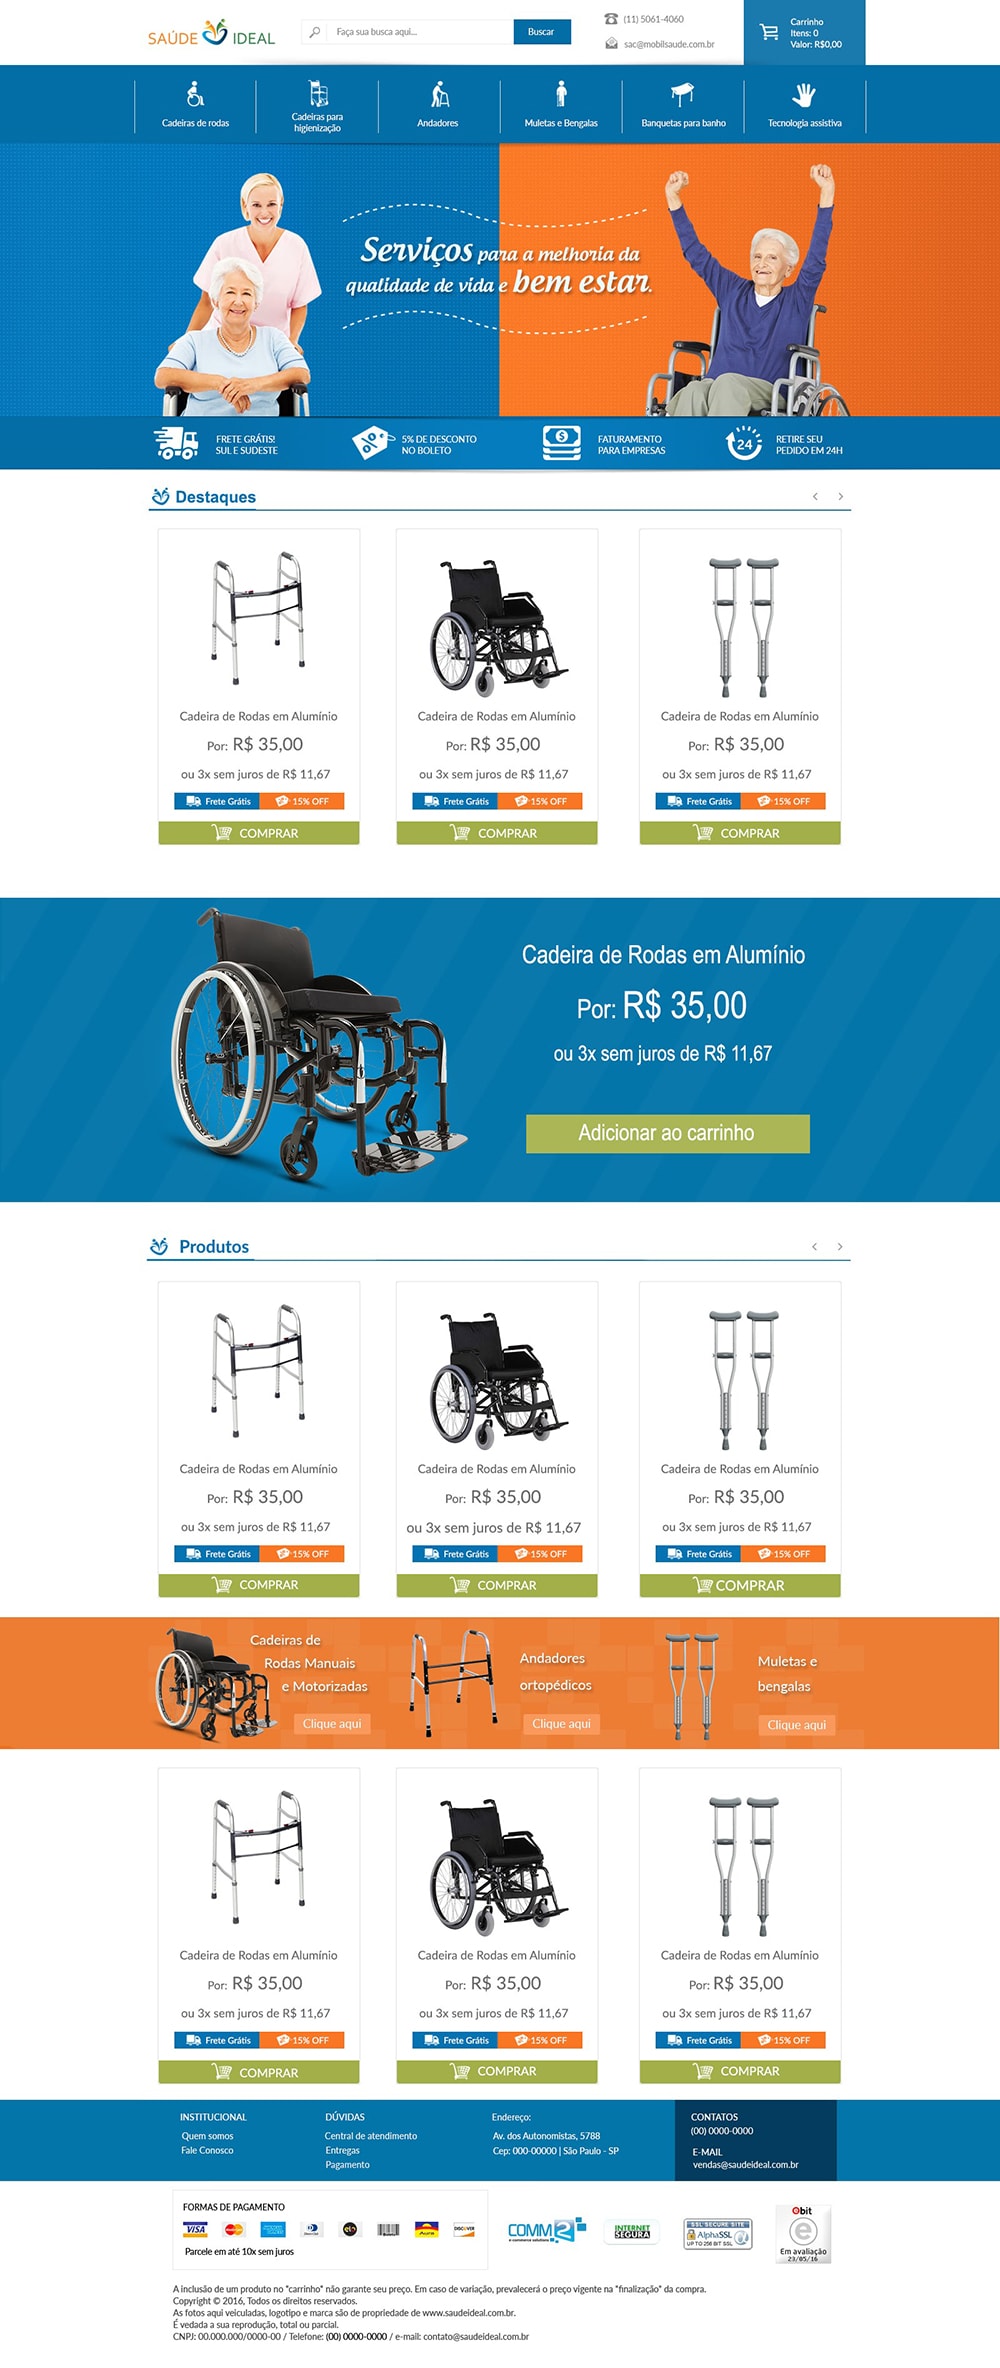 SAÚDE IDEAL
Faça sua busca aqui...
Buscar
(11) 5061-4060
sac@mobilsaude.com.br
Carrinho
Itens: 0
Valor: R$0,00
Cadeiras de rodas
Cadeiras para
higienização
Andadores
Muletas e Bengalas
Banquetas para banho
Tecnologia assistiva
Serviços para a melhoria da
qualidade de vida e bem estar.
FRETE GRÁTIS!
SUL E SUDESTE
5% DE DESCONTO
NO BOLETO
FATURAMENTO
PARA EMPRESAS
24
RETIRE SEU
PEDIDO EM 24H
Destaques
Cadeira de Rodas em Alumínio
Por: R$ 35,00
ou 3x sem juros de R$ 11,67
Frete Grátis
15% OFF
COMPRAR
Cadeira de Rodas em Alumínio
Por: R$ 35,00
ou 3x sem juros de R$ 11,67
Frete Grátis
15% OFF
COMPRAR
Cadeira de Rodas em Alumínio
Por: R$ 35,00
ou 3x sem juros de R$ 11,67
Frete Grátis
15% OFF
COMPRAR
Cadeira de Rodas em Alumínio
Por: R$ 35,00
ou 3x sem juros de R$ 11,67
Adicionar ao carrinho
Produtos
Cadeira de Rodas em Alumínio
Por: R$ 35,00
ou 3x sem juros de R$ 11,67
Frete Grátis
15% OFF
COMPRAR
Cadeira de Rodas em Alumínio
Por: R$ 35,00
ou 3x sem juros de R$ 11,67
Frete Grátis
15% OFF
COMPRAR
Cadeira de Rodas em Alumínio
Por: R$ 35,00
ou 3x sem juros de R$ 11,67
Frete Grátis
15% OFF
COMPRAR
Cadeiras de
Rodas Manuais
e Motorizadas
Clique aqui
Andadores
ortopédicos
Clique aqui
Muletas e
bengalas
Clique aqui
Cadeira de Rodas em Alumínio
Por: R$ 35,00
ou 3x sem juros de R$ 11,67
Frete Grátis
15% OFF
COMPRAR
Cadeira de Rodas em Alumínio
Por: R$ 35,00
ou 3x sem juros de R$ 11,67
Frete Grátis
15% OFF
COMPRAR
Cadeira de Rodas em Alumínio
Por: R$ 35,00
ou 3x sem juros de R$ 11,67
Frete Grátis
15% OFF
COMPRAR
INSTITUCIONAL
Quem somos
Fale Conosco
DÚVIDAS
Central de atendimento
Entregas
Pagamento
Endereço:
Av. dos Autonomistas, 5788
Cep: 000-00000 | São Paulo - SP
CONTATOS
(00) 0000-0000
E-MAIL
vendas@saudeideal.com.br
FORMAS DE PAGAMENTO
VISA
MasterCard
Aura
DISCOVER
Parcele em até 10x sem juros
COMM2
e-commerce solutions
INTERNET
SEGURA
SSL SECURE SITE
AlphaSSL
UP TO 256 BIT SSL
ebit
Em avaliação
23/05/16
A inclusão de um produto no "carrinho" não garante seu preço. Em caso de variação, prevalecerá o preço vigente na "finalização" da compra.
Copyright © 2016, Todos os direitos reservados.
As fotos aqui veiculadas, logotipo e marca são de propriedade de www.saudeideal.com.br.
É vedada a sua reprodução, total ou parcial.
CNPJ: 00.000.000/0000-00 / Telefone: (00) 0000-0000 / e-mail: contato@saudeideal.com.br